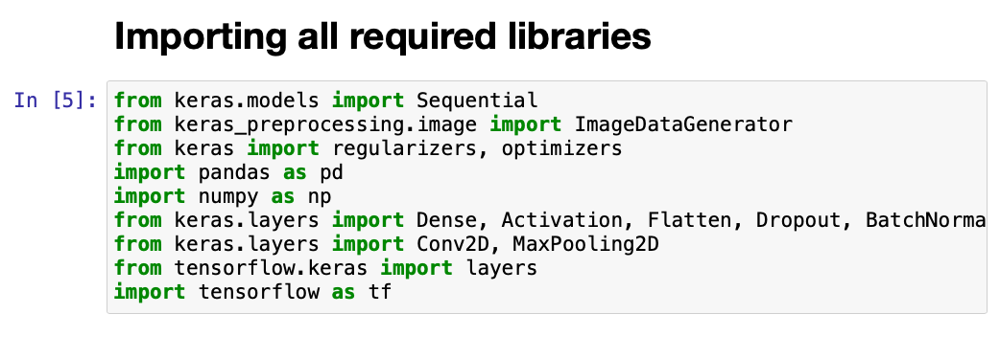 Importing all required libraries
In [5]: from keras.models import Sequential
from keras_preprocessing.image import ImageDataGenerator
from keras import regularizers, optimizers
import pandas as pd
import numpy as np
from keras.layers import Dense, Activation, Flatten, Dropout, BatchNorma
from keras.layers import Conv2D, MaxPooling2D
from tensorflow.keras import layers
import tensorflow as tf